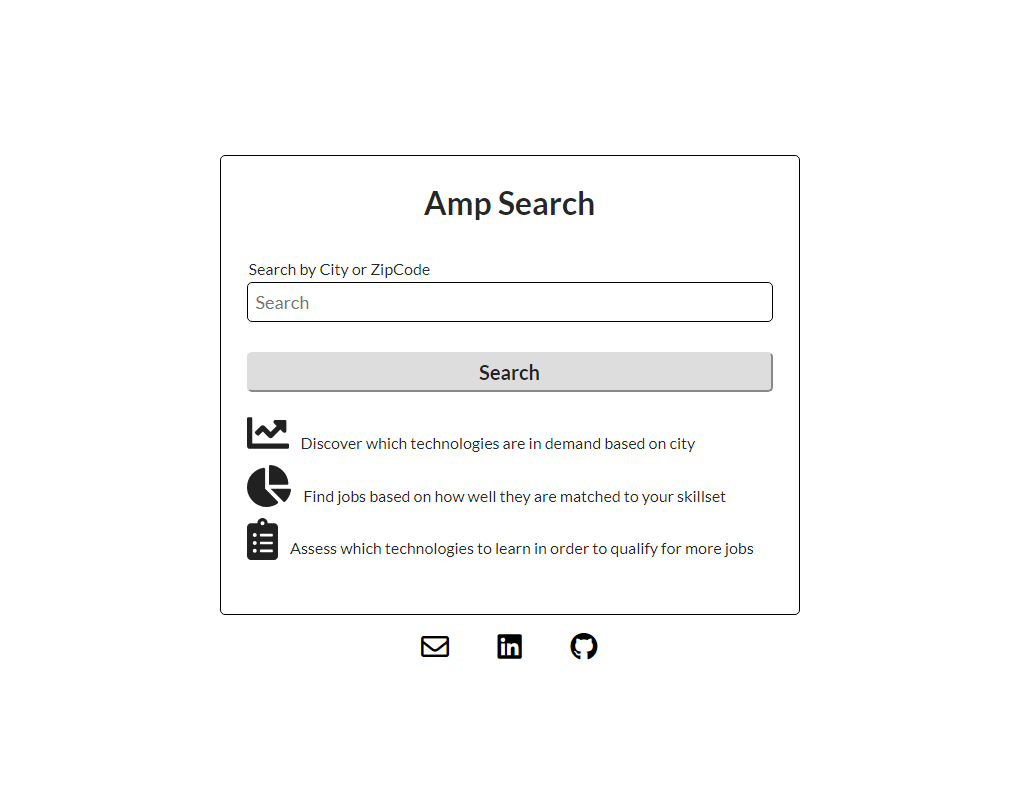 Amp Search
Search by City or ZipCode
Search
Search
Discover which technologies are in demand based on city
Find jobs based on how well they are matched to your skillset
Assess which technologies to learn in order to qualify for more jobs
in